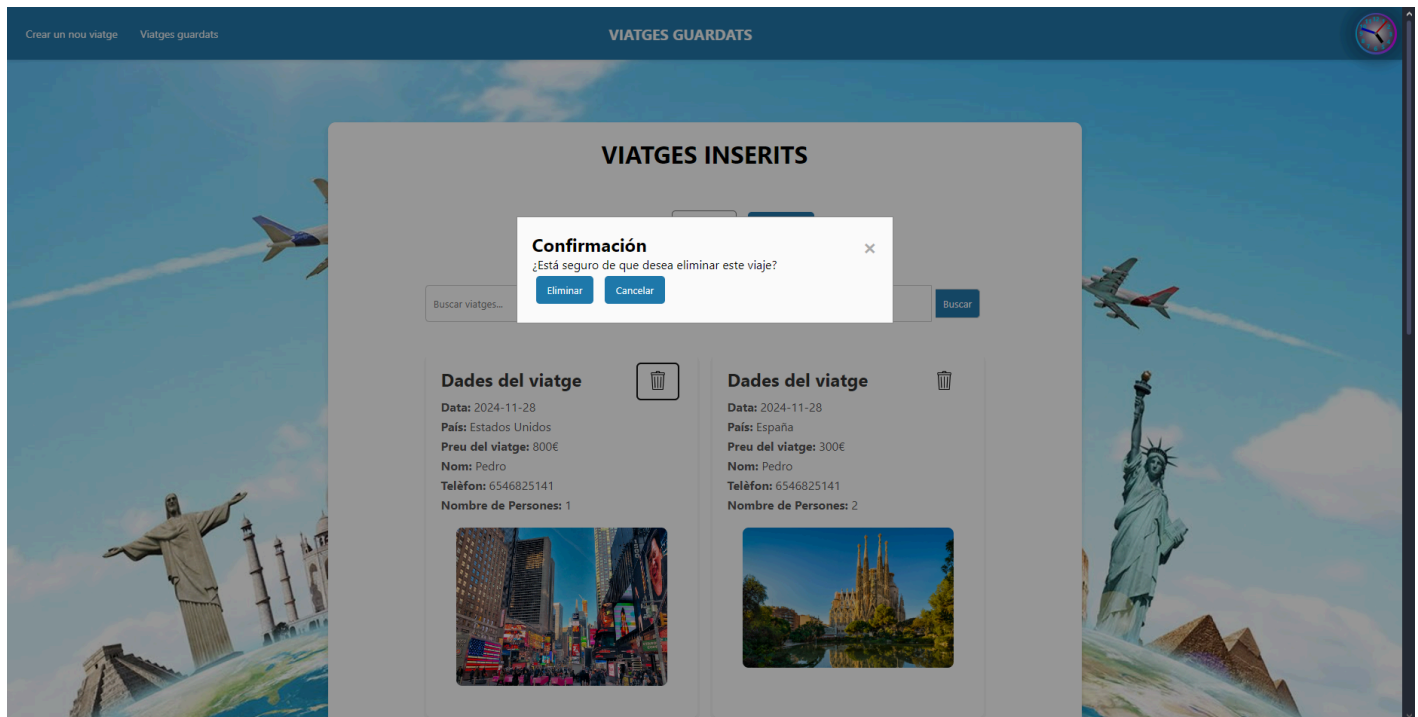 Crear un nou viatge Viatges guardats VIATGES GUARDATS
VIATGES INSERITS
Confirmación ×
¿Está seguro de que desea eliminar este viaje?
Eliminar Cancelar
Buscar viatges... Buscar
Dades del viatge
Data: 2024-11-28
País: Estados Unidos
Preu del viatge: 800€
Nom: Pedro
Telèfon: 6546825141
Nombre de Persones: 1
Dades del viatge
Data: 2024-11-28
País: España
Preu del viatge: 300€
Nom: Pedro
Telèfon: 6546825141
Nombre de Persones: 2